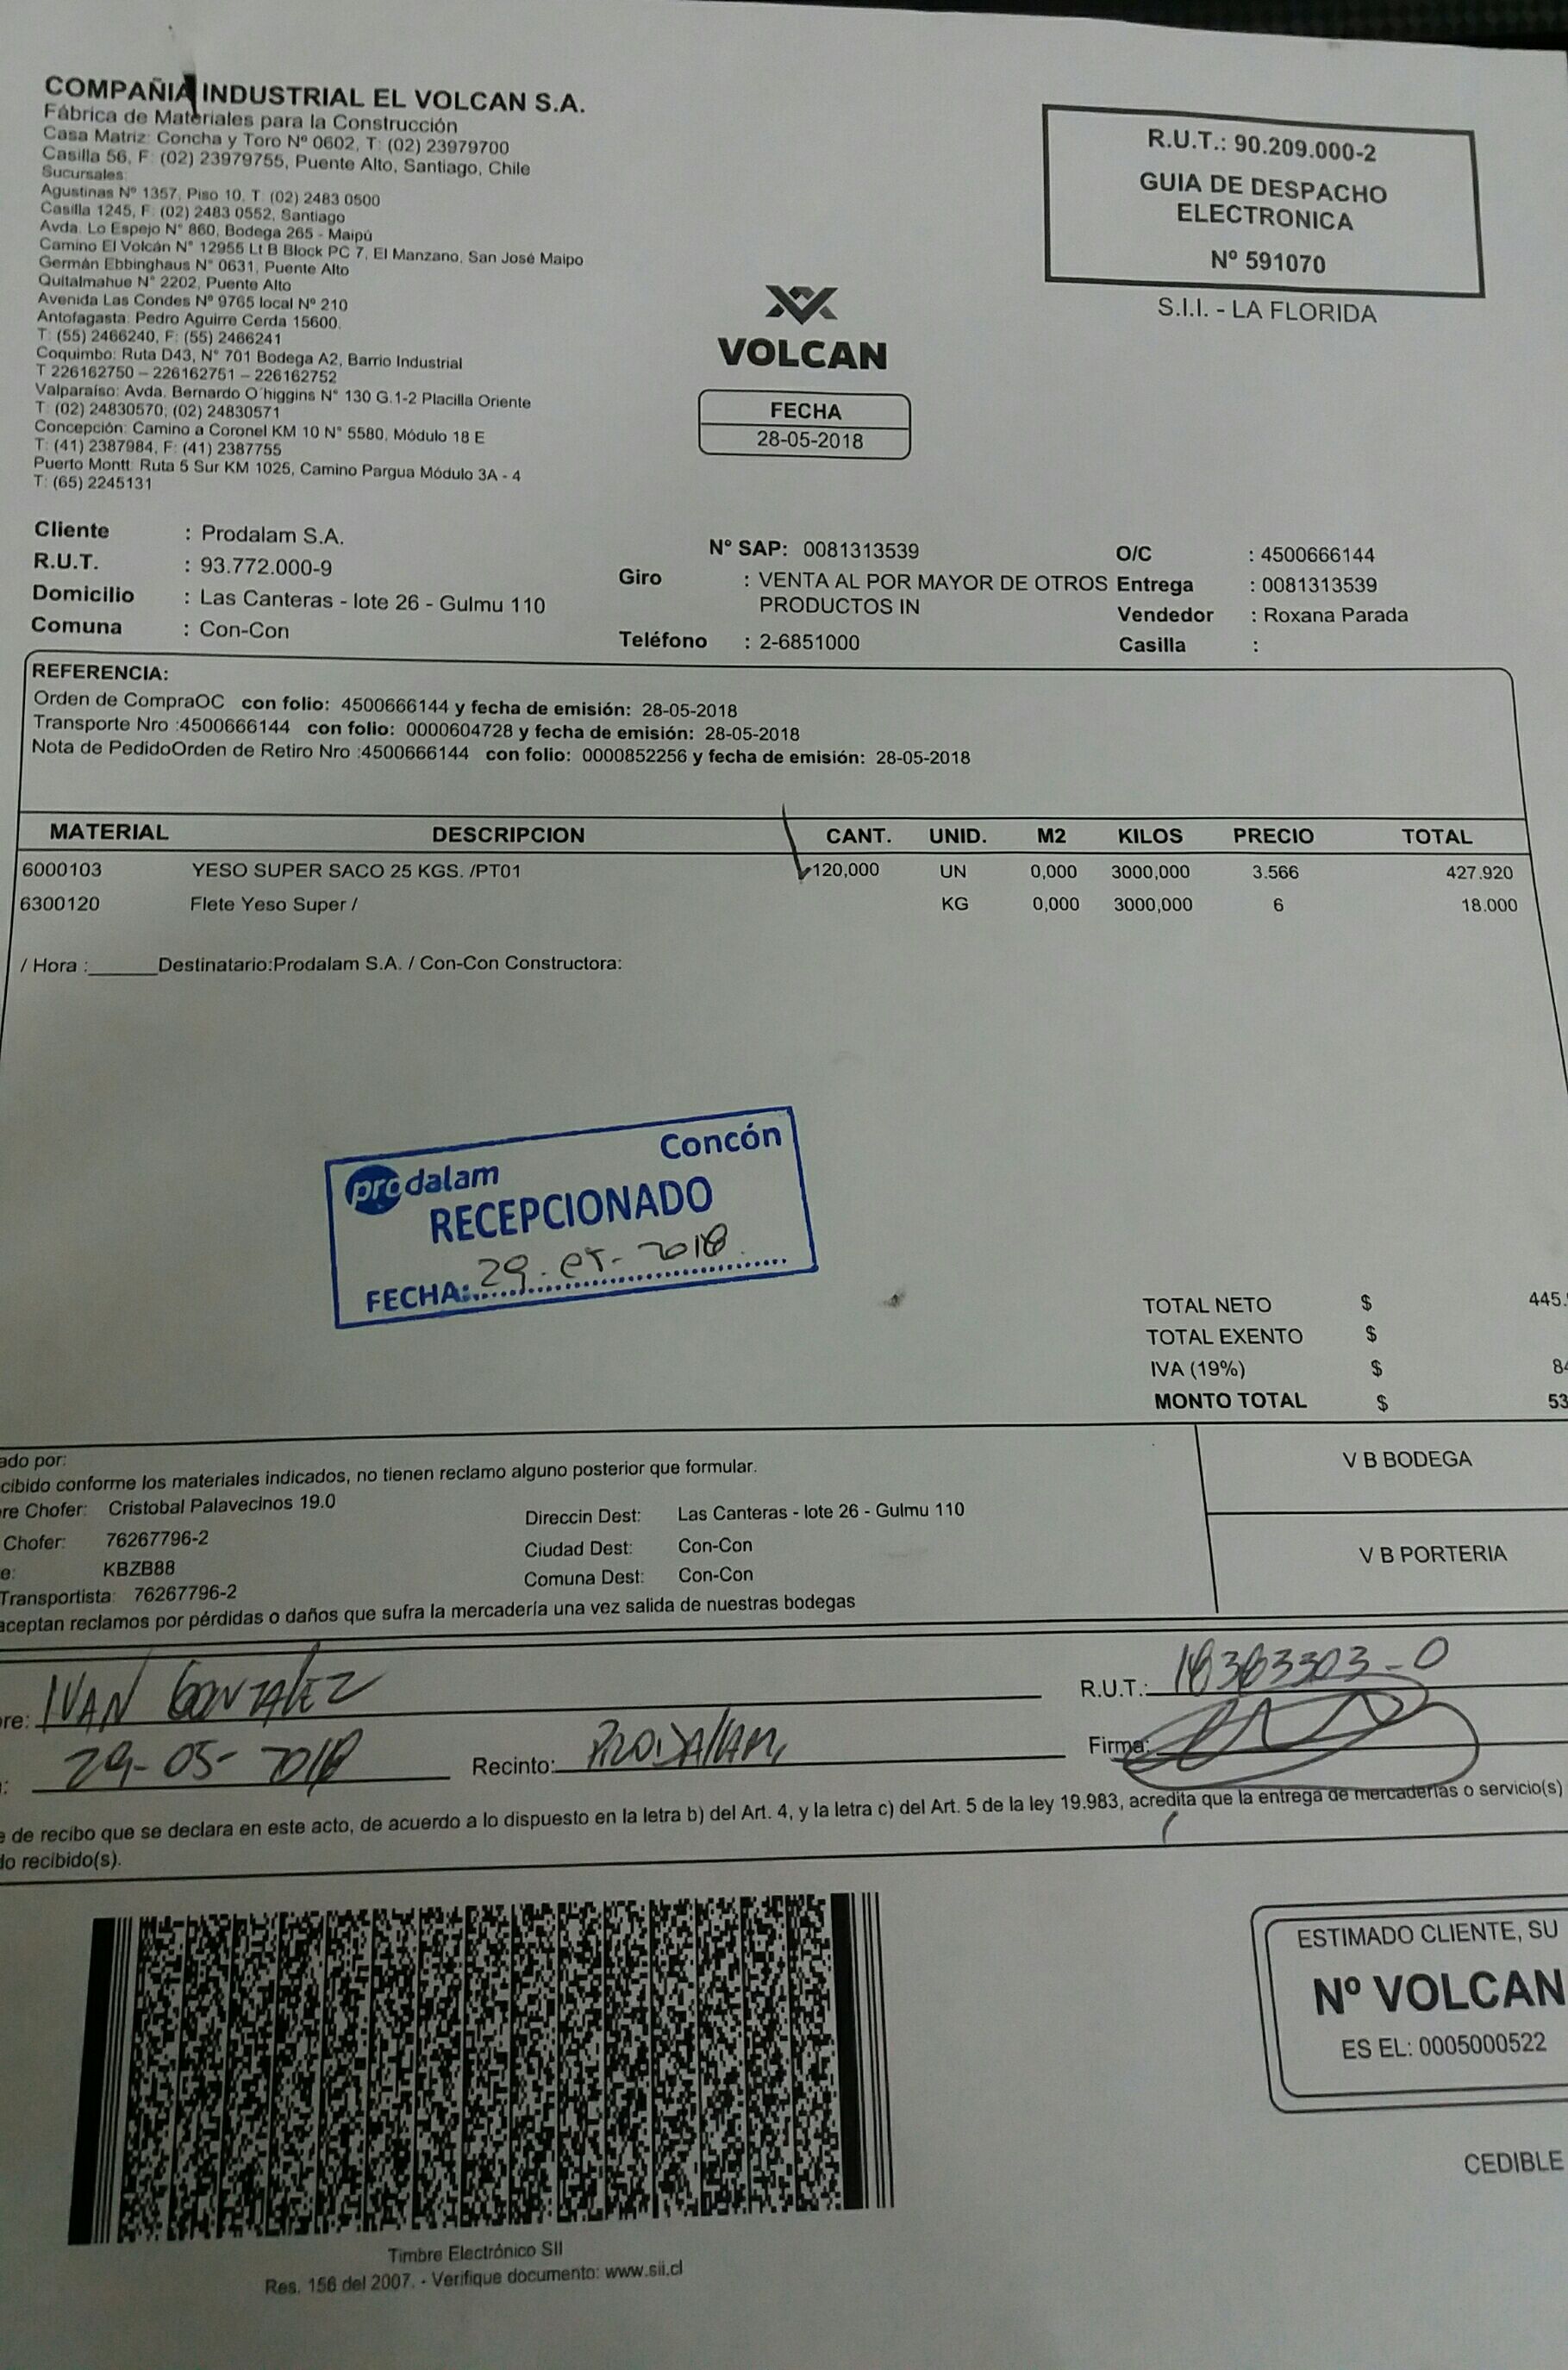 COMPAÑIA INDUSTRIAL EL VOLCAN S.A.
Fábrica de Materiales para la Construcción
Casa Matriz: Concha y Toro Nº 0602, T: (02) 23979700
Casilla 56, F: (02) 23979755, Puente Alto, Santiago, Chile
Sucursales:
Agustinas Nº 1357, Piso 10, T: (02) 2483 0500
Casilla 1245, F: (02) 2483 0552, Santiago
Avda. Lo Espejo N° 860, Bodega 265 - Maipú
Camino El Volcán N° 12955 Lt B Block PC 7, El Manzano, San José Maipo
Germán Ebbinghaus N° 0631, Puente Alto
Quitalmahue N° 2202, Puente Alto
Avenida Las Condes Nº 9765 local Nº 210
Antofagasta: Pedro Aguirre Cerda 15600.
T: (55) 2466240, F: (55) 2466241
Coquimbo: Ruta D43, N° 701 Bodega A2, Barrio Industrial
T 226162750 – 226162751 – 226162752
Valparaíso: Avda. Bernardo O´higgins N° 130 G.1-2 Placilla Oriente
T: (02) 24830570; (02) 24830571
Concepción: Camino a Coronel KM 10 N° 5580, Módulo 18 E
T: (41) 2387984, F: (41) 2387755
Puerto Montt: Ruta 5 Sur KM 1025, Camino Pargua Módulo 3A - 4
T: (65) 2245131
R.U.T.: 90.209.000-2
GUIA DE DESPACHO
ELECTRONICA
Nº 591070
S.I.I. - LA FLORIDA
VOLCAN
FECHA
28-05-2018
Cliente : Prodalam S.A.
R.U.T. : 93.772.000-9
Domicilio : Las Canteras - lote 26 - Gulmu 110
Comuna : Con-Con
N° SAP: 0081313539
Giro : VENTA AL POR MAYOR DE OTROS
PRODUCTOS IN
Teléfono : 2-6851000
O/C : 4500666144
Entrega : 0081313539
Vendedor : Roxana Parada
Casilla :
REFERENCIA:
Orden de CompraOC con folio: 4500666144 y fecha de emisión: 28-05-2018
Transporte Nro :4500666144 con folio: 0000604728 y fecha de emisión: 28-05-2018
Nota de PedidoOrden de Retiro Nro :4500666144 con folio: 0000852256 y fecha de emisión: 28-05-2018
MATERIAL DESCRIPCION CANT. UNID. M2 KILOS PRECIO TOTAL
6000103 YESO SUPER SACO 25 KGS. /PT01 120,000 UN 0,000 3000,000 3.566 427.920
6300120 Flete Yeso Super / KG 0,000 3000,000 6 18.000
/ Hora :______Destinatario:Prodalam S.A. / Con-Con Constructora:
prodalam Concón
RECEPCIONADO
FECHA: 29-05-2018
TOTAL NETO $ 445.
TOTAL EXENTO $
IVA (19%) $ 84
MONTO TOTAL $ 53
ado por:
cibido conforme los materiales indicados, no tienen reclamo alguno posterior que formular.
re Chofer: Cristobal Palavecinos 19.0
Chofer: 76267796-2
e: KBZB88
Transportista: 76267796-2
Direccin Dest: Las Canteras - lote 26 - Gulmu 110
Ciudad Dest: Con-Con
Comuna Dest: Con-Con
aceptan reclamos por pérdidas o daños que sufra la mercadería una vez salida de nuestras bodegas
V B BODEGA
V B PORTERIA
re: IVAN GONZALEZ
R.U.T.: 18383303-0
: 29-05-2018 Recinto: PRODALAM
Firma:
e de recibo que se declara en este acto, de acuerdo a lo dispuesto en la letra b) del Art. 4, y la letra c) del Art. 5 de la ley 19.983, acredita que la entrega de mercaderías o servicio(s)
do recibido(s).
Timbre Electrónico SII
Res. 156 del 2007. - Verifique documento: www.sii.cl
ESTIMADO CLIENTE, SU
Nº VOLCAN
ES EL: 0005000522
CEDIBLE